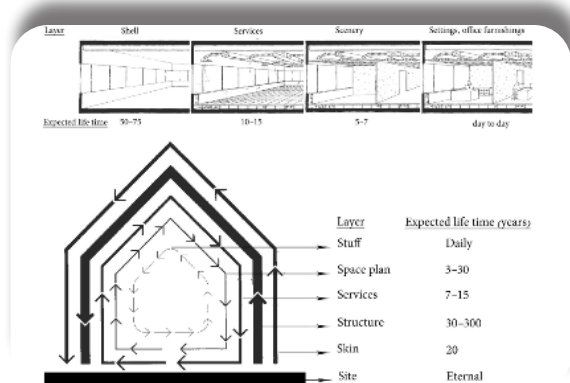 Layer Shell Services Scenery Settings, office furnishings
Expected life time 50-75 10-15 5-7 day to day
Layer Expected life time (years)
Stuff Daily
Space plan 3-30
Services 7-15
Structure 30-300
Skin 20
Site Eternal